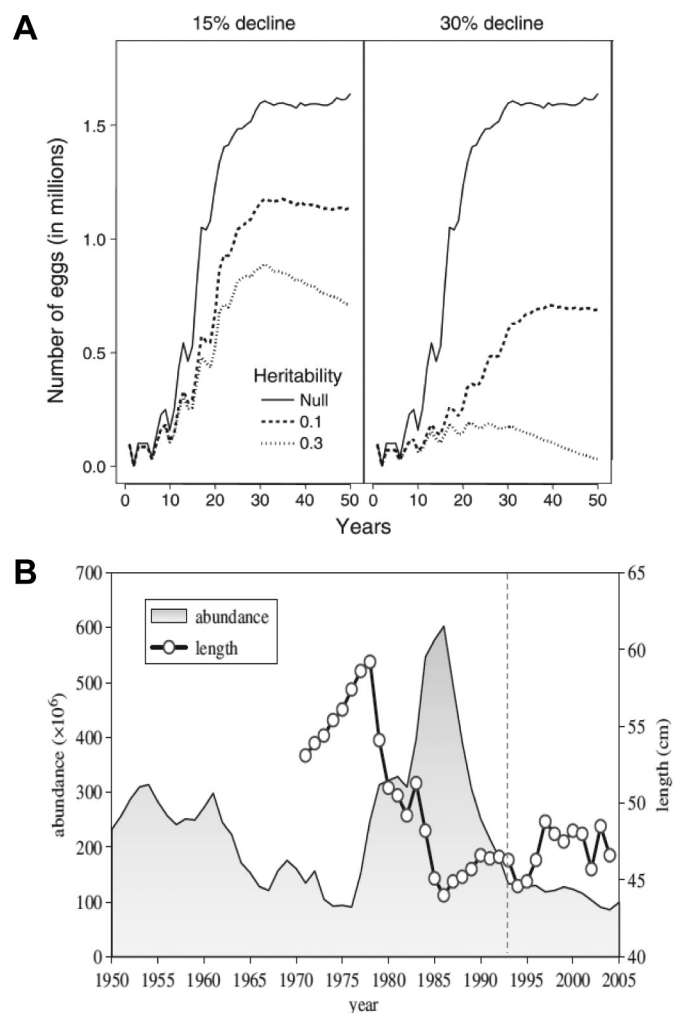 A
15% decline
30% decline
Number of eggs (in millions)
1.5
1.0
0.5
0.0
Heritability
Null
0.1
0.3
0 10 20 30 40 50
0 10 20 30 40 50
Years
B
700
600
500
400
300
200
100
0
abundance (×10⁶)
abundance
length
65
60
55
50
45
40
length (cm)
1950 1955 1960 1965 1970 1975 1980 1985 1990 1995 2000 2005
year